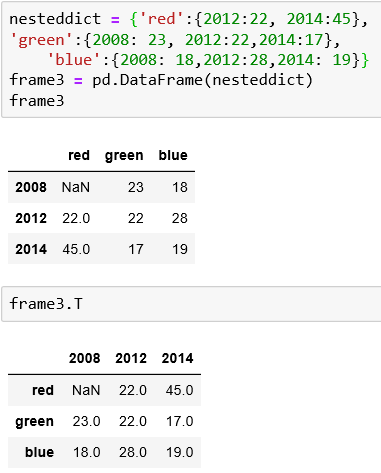 nesteddict = {'red':{2012:22, 2014:45},
'green':{2008: 23, 2012:22,2014:17},
    'blue':{2008: 18,2012:28,2014: 19}}
frame3 = pd.DataFrame(nesteddict)
frame3
red green blue
2008 NaN 23 18
2012 22.0 22 28
2014 45.0 17 19
frame3.T
2008 2012 2014
red NaN 22.0 45.0
green 23.0 22.0 17.0
blue 18.0 28.0 19.0